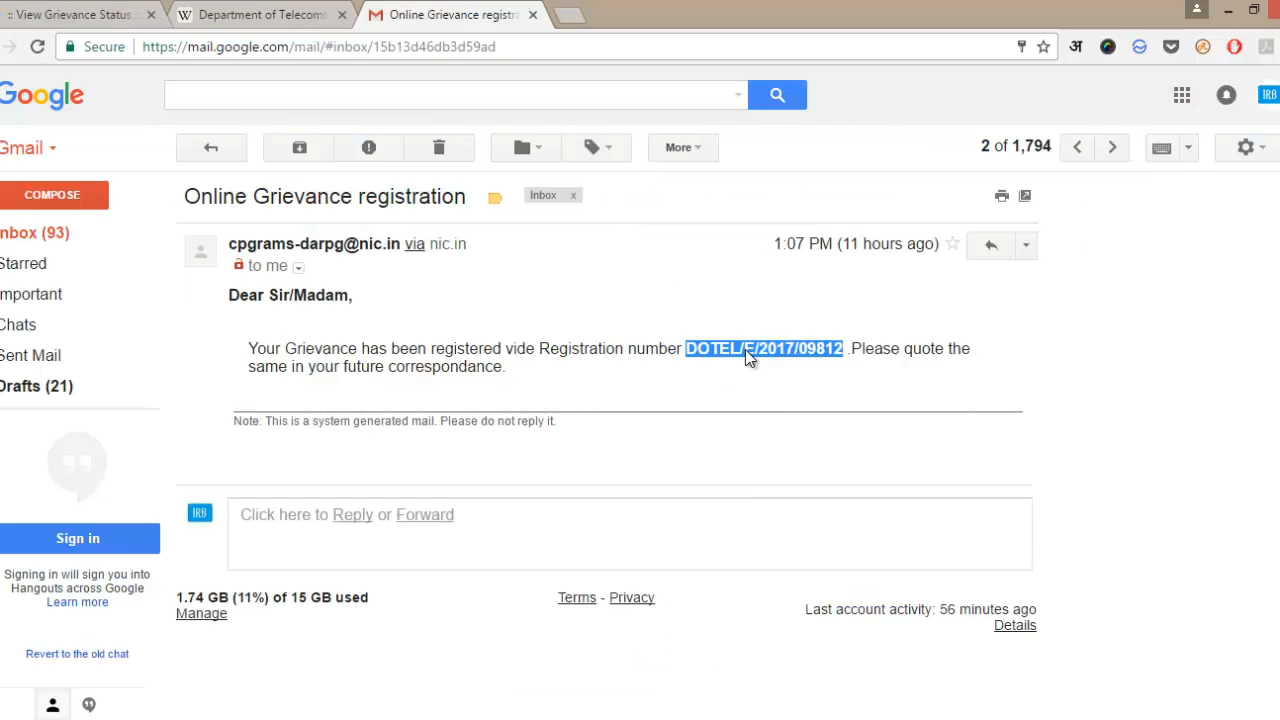 :: View Grievance Status
Department of Telecom
Online Grievance registra
Secure
https://mail.google.com/mail/#inbox/15b13d46db3d59ad
अ
Google
IRB
Gmail
More
2 of 1,794
COMPOSE
Online Grievance registration
Inbox x
Inbox (93)
Starred
Important
Chats
Sent Mail
Drafts (21)
cpgrams-darpg@nic.in via nic.in
1:07 PM (11 hours ago)
to me
Dear Sir/Madam,
Your Grievance has been registered vide Registration number DOTEL/E/2017/09812 .Please quote the
same in your future correspondance.
Note: This is a system generated mail. Please do not reply it.
IRB
Click here to Reply or Forward
Sign in
Signing in will sign you into
Hangouts across Google
Learn more
Revert to the old chat
1.74 GB (11%) of 15 GB used
Manage
Terms - Privacy
Last account activity: 56 minutes ago
Details